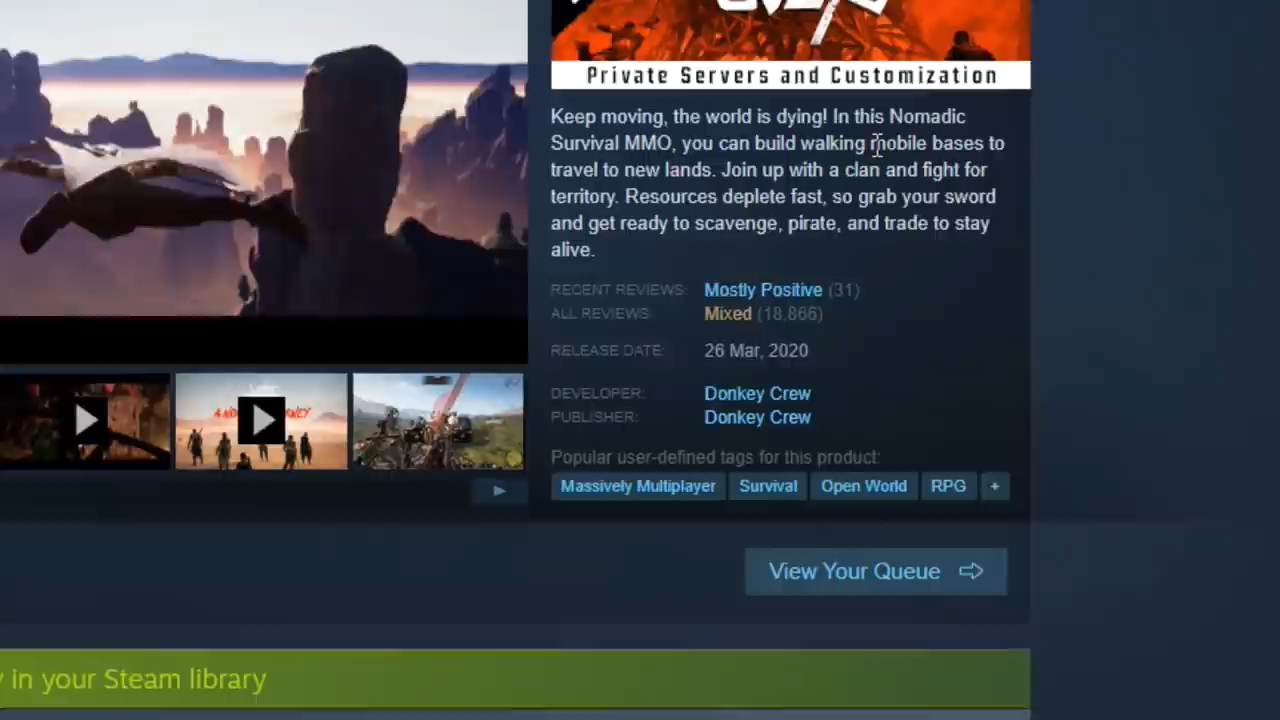 Private Servers and Customization
Keep moving, the world is dying! In this Nomadic
Survival MMO, you can build walking mobile bases to
travel to new lands. Join up with a clan and fight for
territory. Resources deplete fast, so grab your sword
and get ready to scavenge, pirate, and trade to stay
alive.
RECENT REVIEWS: Mostly Positive (31)
ALL REVIEWS: Mixed (18,866)
RELEASE DATE: 26 Mar, 2020
DEVELOPER: Donkey Crew
PUBLISHER: Donkey Crew
Popular user-defined tags for this product:
Massively Multiplayer Survival Open World RPG +
View Your Queue
in your Steam library